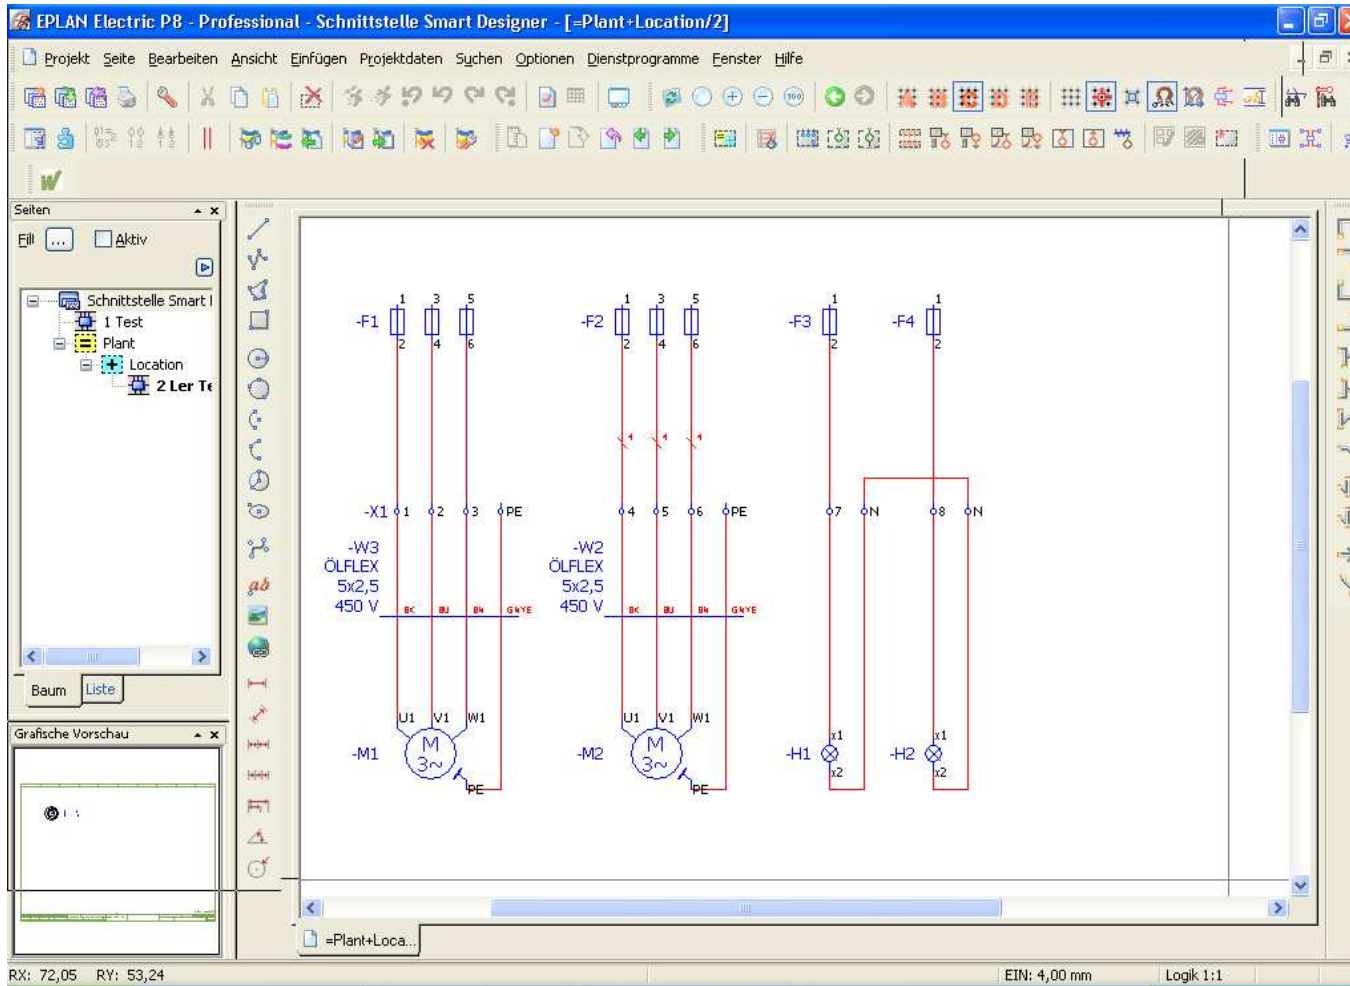 EPLAN Electric P8 - Professional - Schnittstelle Smart Designer - [=Plant+Location/2]
Projekt Seite Bearbeiten Ansicht Einfügen Projektdaten Suchen Optionen Dienstprogramme Fenster Hilfe
Seiten
Fill ... Aktiv
Schnittstelle Smart
1 Test
Plant
Location
2 Ler Te
Baum Liste
Grafische Vorschau
1 3 5 1 3 5 1 1
-F1 -F2 -F3 -F4
2 4 6 2 4 6 2 2
4 4 4
-X1 1 2 3 PE 4 5 6 PE 7 N 8 N
-W3 -W2
ÖLFLEX ÖLFLEX
5x2,5 5x2,5
450 V BK BU BN GNYE 450 V BK BU BN GNYE
U1 V1 W1 U1 V1 W1
x1 x1
-M1 M 3~ -M2 M 3~ -H1 -H2
x2 x2
PE PE
=Plant+Loca...
RX: 72,05 RY: 53,24 EIN: 4,00 mm Logik 1:1